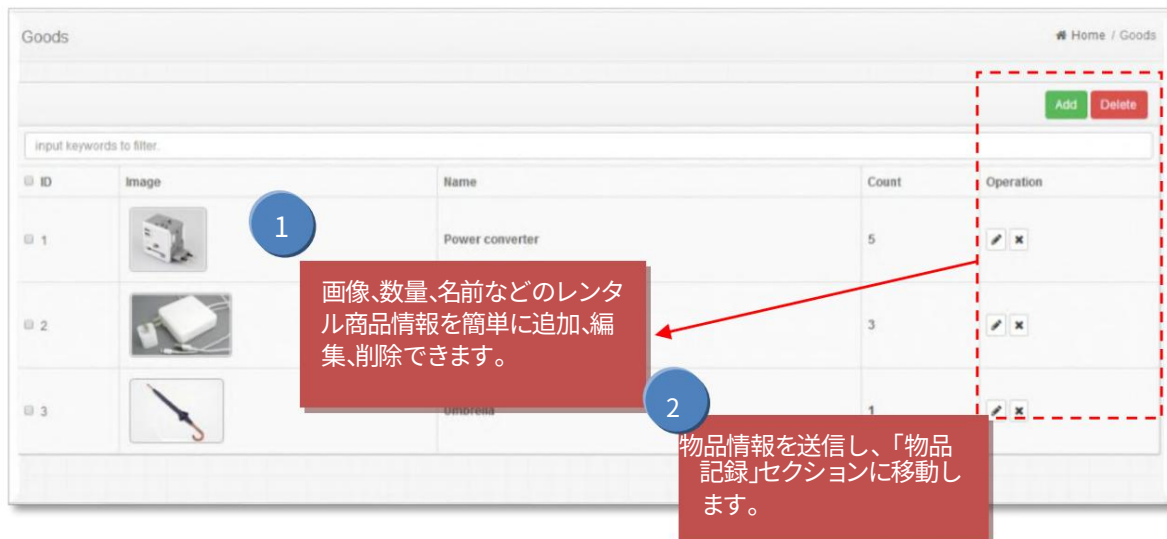 Goods
Home / Goods
Add Delete
input keywords to filter.
ID Image Name Count Operation
1 Power converter 5
1
画像、数量、名前などのレンタ
ル商品情報を簡単に追加、編
集、削除できます。
2 3
3 Umbrella 1
2
物品情報を送信し、「物品
記録」セクションに移動し
ます。